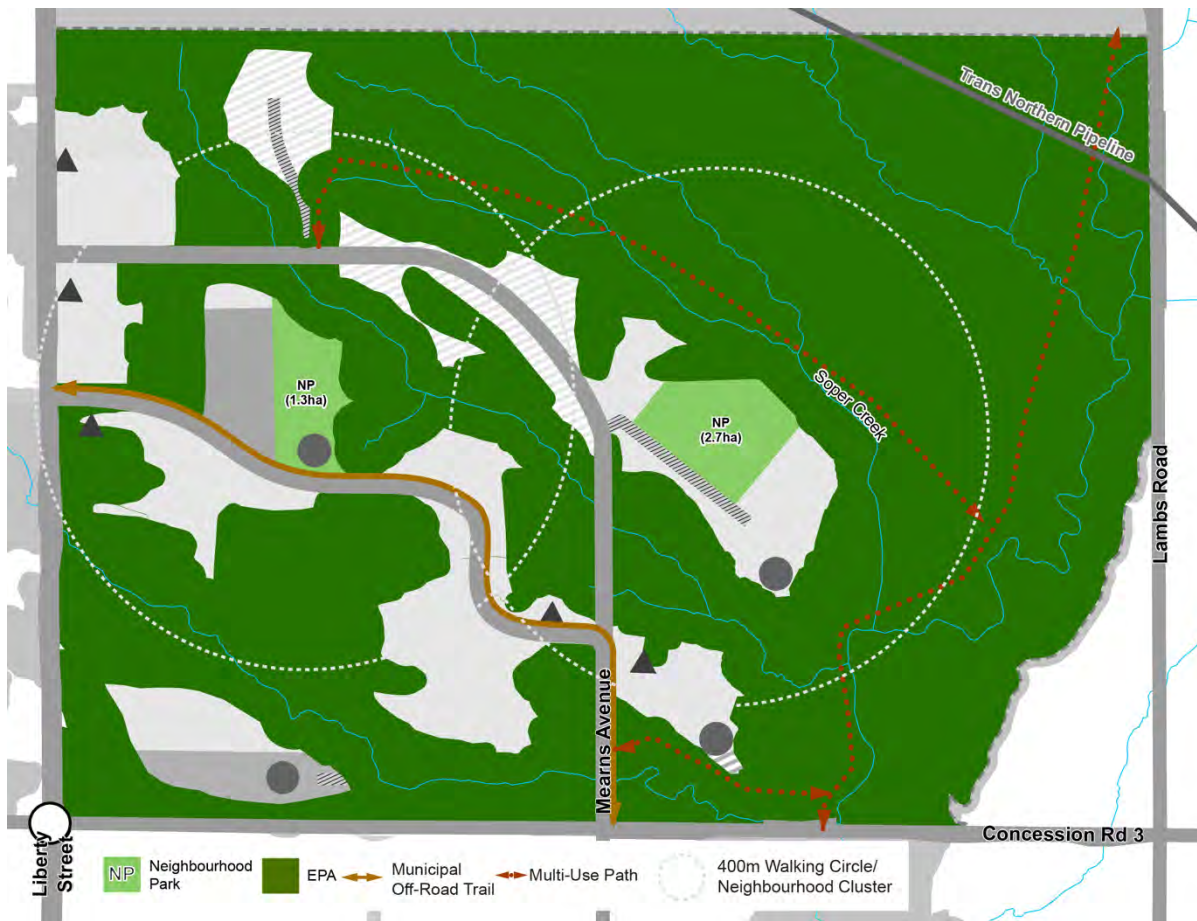 Trans Northern Pipeline
NP
(1.3ha)
NP
(2.7ha)
Soper Creek
Lambs Road
Mearns Avenue
Concession Rd 3
Liberty
Street
NP
Neighbourhood
Park
EPA
Municipal
Off-Road Trail
Multi-Use Path
400m Walking Circle/
Neighbourhood Cluster